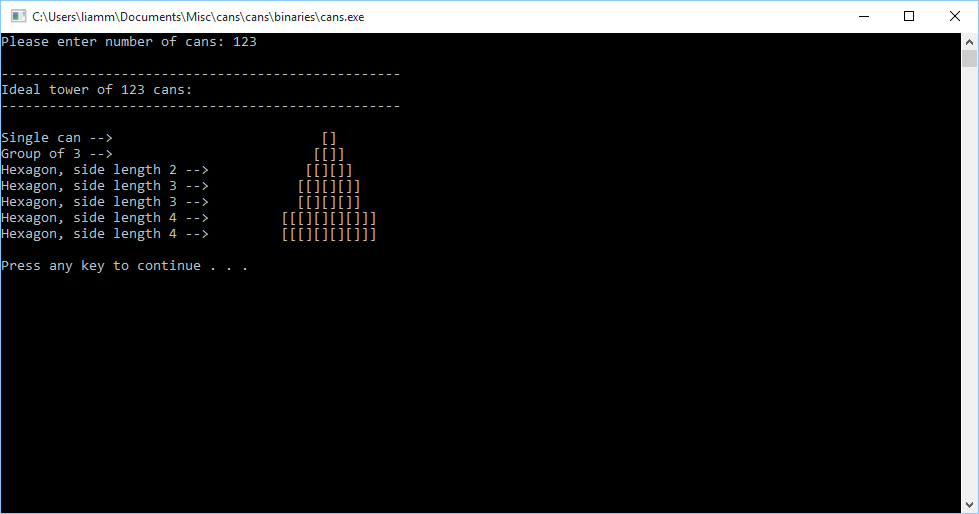 C:\Users\liamm\Documents\Misc\cans\cans\binaries\cans.exe
Please enter number of cans: 123
--------------------------------------------------
Ideal tower of 123 cans:
--------------------------------------------------
Single can -->                          []
Group of 3 -->                         [[]]
Hexagon, side length 2 -->            [[][]]
Hexagon, side length 3 -->           [[][][]]
Hexagon, side length 3 -->           [[][][]]
Hexagon, side length 4 -->         [[[][][][]]]
Hexagon, side length 4 -->         [[[][][][]]]
Press any key to continue . . .